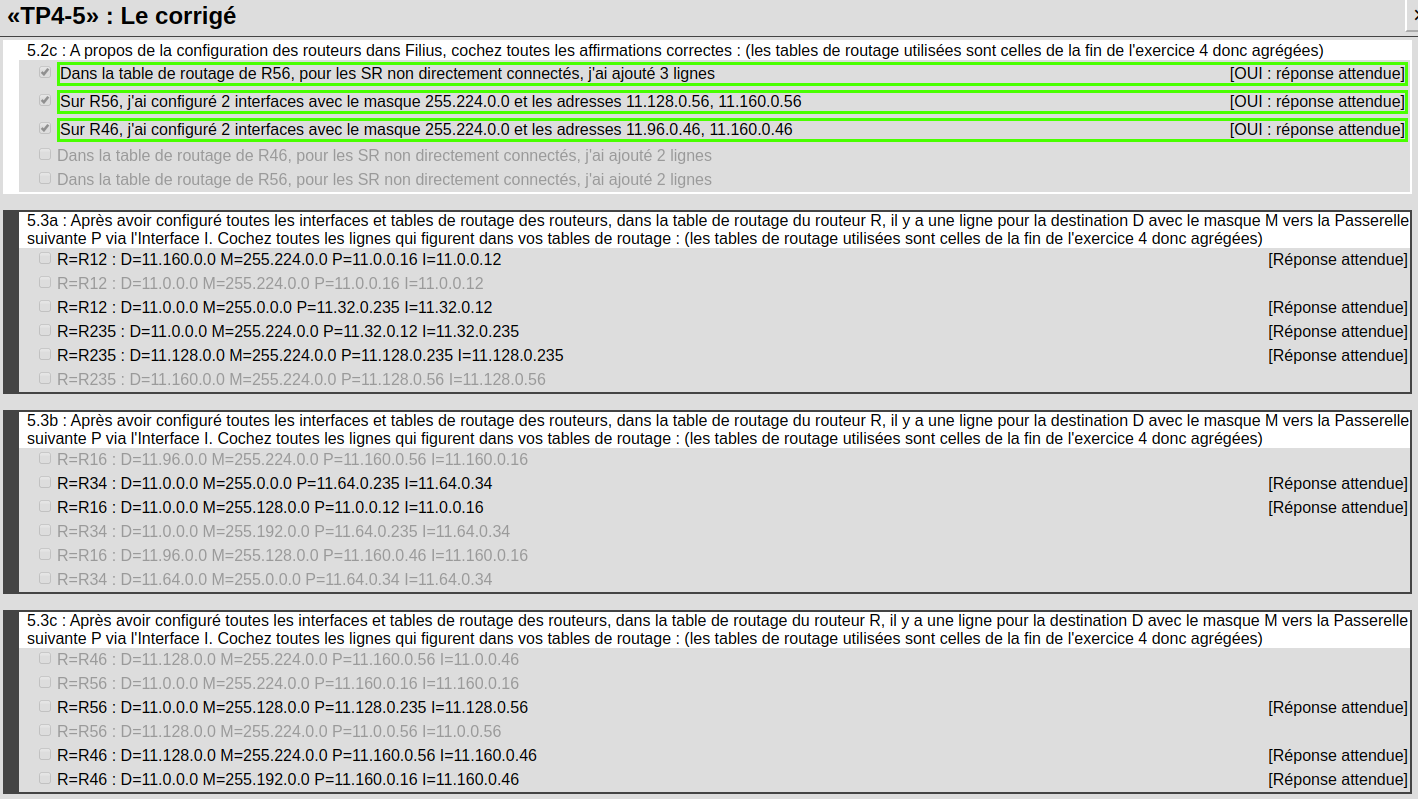 «TP4-5» : Le corrigé
5.2c : A propos de la configuration des routeurs dans Filius, cochez toutes les affirmations correctes : (les tables de routage utilisées sont celles de la fin de l'exercice 4 donc agrégées)
Dans la table de routage de R56, pour les SR non directement connectés, j'ai ajouté 3 lignes [OUI : réponse attendue]
Sur R56, j'ai configuré 2 interfaces avec le masque 255.224.0.0 et les adresses 11.128.0.56, 11.160.0.56 [OUI : réponse attendue]
Sur R46, j'ai configuré 2 interfaces avec le masque 255.224.0.0 et les adresses 11.96.0.46, 11.160.0.46 [OUI : réponse attendue]
Dans la table de routage de R46, pour les SR non directement connectés, j'ai ajouté 2 lignes
Dans la table de routage de R56, pour les SR non directement connectés, j'ai ajouté 2 lignes
5.3a : Après avoir configuré toutes les interfaces et tables de routage des routeurs, dans la table de routage du routeur R, il y a une ligne pour la destination D avec le masque M vers la Passerelle
suivante P via l'Interface I. Cochez toutes les lignes qui figurent dans vos tables de routage : (les tables de routage utilisées sont celles de la fin de l'exercice 4 donc agrégées)
R=R12 : D=11.160.0.0 M=255.224.0.0 P=11.0.0.16 I=11.0.0.12 [Réponse attendue]
R=R12 : D=11.0.0.0 M=255.224.0.0 P=11.0.0.16 I=11.0.0.12
R=R12 : D=11.0.0.0 M=255.0.0.0 P=11.32.0.235 I=11.32.0.12 [Réponse attendue]
R=R235 : D=11.0.0.0 M=255.224.0.0 P=11.32.0.12 I=11.32.0.235 [Réponse attendue]
R=R235 : D=11.128.0.0 M=255.224.0.0 P=11.128.0.235 I=11.128.0.235 [Réponse attendue]
R=R235 : D=11.160.0.0 M=255.224.0.0 P=11.128.0.56 I=11.128.0.56
5.3b : Après avoir configuré toutes les interfaces et tables de routage des routeurs, dans la table de routage du routeur R, il y a une ligne pour la destination D avec le masque M vers la Passerelle
suivante P via l'Interface I. Cochez toutes les lignes qui figurent dans vos tables de routage : (les tables de routage utilisées sont celles de la fin de l'exercice 4 donc agrégées)
R=R16 : D=11.96.0.0 M=255.224.0.0 P=11.160.0.56 I=11.160.0.16
R=R34 : D=11.0.0.0 M=255.0.0.0 P=11.64.0.235 I=11.64.0.34 [Réponse attendue]
R=R16 : D=11.0.0.0 M=255.128.0.0 P=11.0.0.12 I=11.0.0.16 [Réponse attendue]
R=R34 : D=11.0.0.0 M=255.192.0.0 P=11.64.0.235 I=11.64.0.34
R=R16 : D=11.96.0.0 M=255.128.0.0 P=11.160.0.46 I=11.160.0.16
R=R34 : D=11.64.0.0 M=255.0.0.0 P=11.64.0.34 I=11.64.0.34
5.3c : Après avoir configuré toutes les interfaces et tables de routage des routeurs, dans la table de routage du routeur R, il y a une ligne pour la destination D avec le masque M vers la Passerelle
suivante P via l'Interface I. Cochez toutes les lignes qui figurent dans vos tables de routage : (les tables de routage utilisées sont celles de la fin de l'exercice 4 donc agrégées)
R=R46 : D=11.128.0.0 M=255.224.0.0 P=11.160.0.56 I=11.0.0.46
R=R56 : D=11.0.0.0 M=255.224.0.0 P=11.160.0.16 I=11.160.0.16
R=R56 : D=11.0.0.0 M=255.128.0.0 P=11.128.0.235 I=11.128.0.56 [Réponse attendue]
R=R56 : D=11.128.0.0 M=255.224.0.0 P=11.0.0.56 I=11.0.0.56
R=R46 : D=11.128.0.0 M=255.224.0.0 P=11.160.0.56 I=11.160.0.46 [Réponse attendue]
R=R46 : D=11.0.0.0 M=255.192.0.0 P=11.160.0.16 I=11.160.0.46 [Réponse attendue]